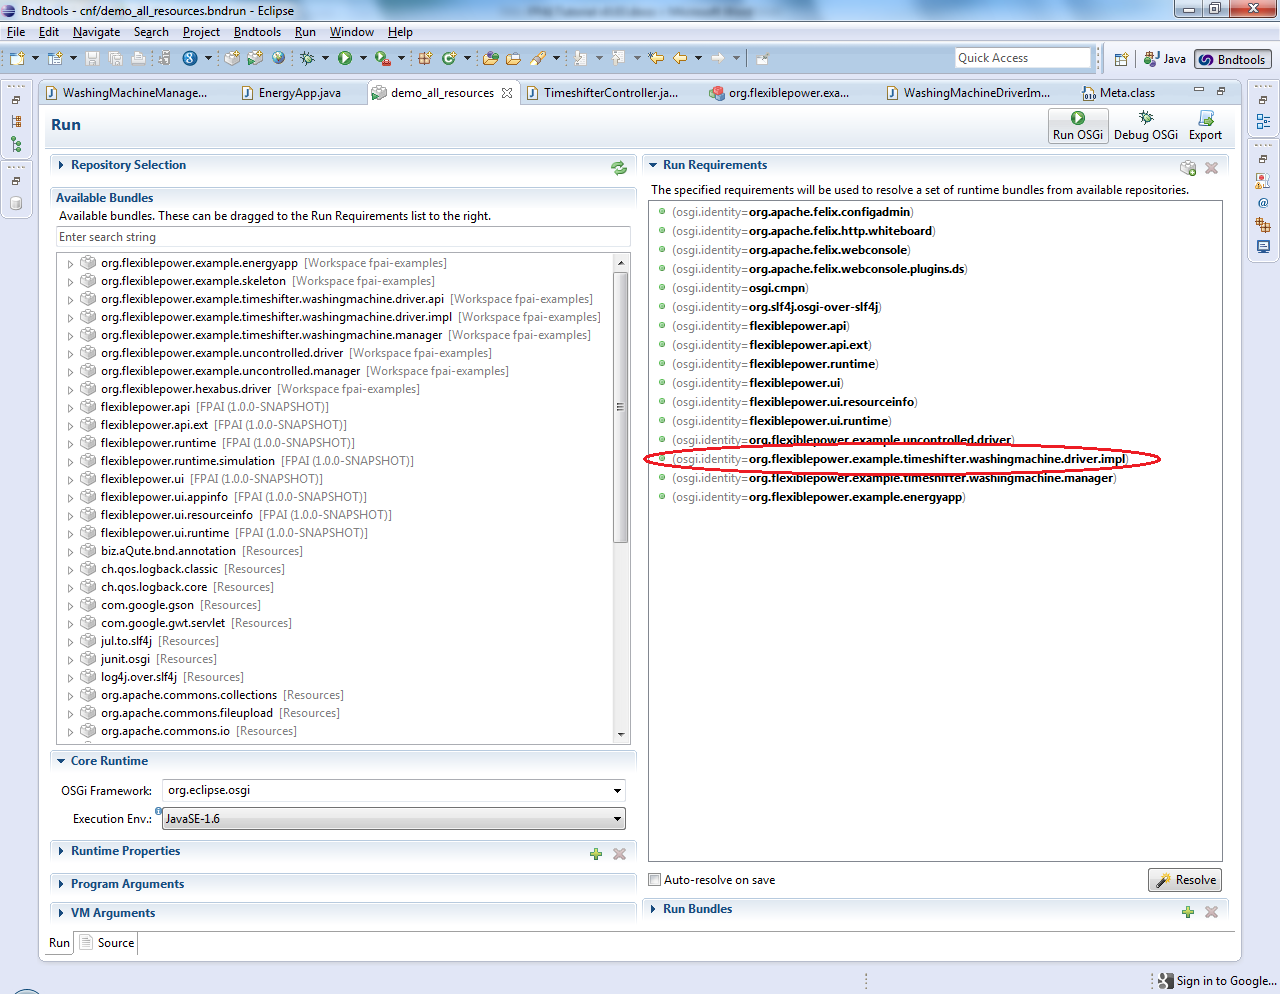 Bndtools - cnf/demo_all_resources.bndrun - Eclipse
File Edit Navigate Search Project Bndtools Run Window Help
Quick Access
Java
Bndtools
WashingMachineManage...
EnergyApp.java
demo_all_resources
TimeshifterController.ja...
org.flexiblepower.exa...
WashingMachineDriverIm...
Meta.class
Run
Run OSGi
Debug OSGi
Export
Repository Selection
Available Bundles
Available bundles. These can be dragged to the Run Requirements list to the right.
Enter search string
org.flexiblepower.example.energyapp [Workspace fpai-examples]
org.flexiblepower.example.skeleton [Workspace fpai-examples]
org.flexiblepower.example.timeshifter.washingmachine.driver.api [Workspace fpai-examples]
org.flexiblepower.example.timeshifter.washingmachine.driver.impl [Workspace fpai-examples]
org.flexiblepower.example.timeshifter.washingmachine.manager [Workspace fpai-examples]
org.flexiblepower.example.uncontrolled.driver [Workspace fpai-examples]
org.flexiblepower.example.uncontrolled.manager [Workspace fpai-examples]
org.flexiblepower.hexabus.driver [Workspace fpai-examples]
flexiblepower.api [FPAI (1.0.0-SNAPSHOT)]
flexiblepower.api.ext [FPAI (1.0.0-SNAPSHOT)]
flexiblepower.runtime [FPAI (1.0.0-SNAPSHOT)]
flexiblepower.runtime.simulation [FPAI (1.0.0-SNAPSHOT)]
flexiblepower.ui [FPAI (1.0.0-SNAPSHOT)]
flexiblepower.ui.appinfo [FPAI (1.0.0-SNAPSHOT)]
flexiblepower.ui.resourceinfo [FPAI (1.0.0-SNAPSHOT)]
flexiblepower.ui.runtime [FPAI (1.0.0-SNAPSHOT)]
biz.aQute.bnd.annotation [Resources]
ch.qos.logback.classic [Resources]
ch.qos.logback.core [Resources]
com.google.gson [Resources]
com.google.gwt.servlet [Resources]
jul.to.slf4j [Resources]
junit.osgi [Resources]
log4j.over.slf4j [Resources]
org.apache.commons.collections [Resources]
org.apache.commons.fileupload [Resources]
org.apache.commons.io [Resources]
Core Runtime
OSGi Framework: org.eclipse.osgi
Execution Env.: JavaSE-1.6
Runtime Properties
Program Arguments
VM Arguments
Run Requirements
The specified requirements will be used to resolve a set of runtime bundles from available repositories.
(osgi.identity=org.apache.felix.configadmin)
(osgi.identity=org.apache.felix.http.whiteboard)
(osgi.identity=org.apache.felix.webconsole)
(osgi.identity=org.apache.felix.webconsole.plugins.ds)
(osgi.identity=osgi.cmpn)
(osgi.identity=org.slf4j.osgi-over-slf4j)
(osgi.identity=flexiblepower.api)
(osgi.identity=flexiblepower.api.ext)
(osgi.identity=flexiblepower.runtime)
(osgi.identity=flexiblepower.ui)
(osgi.identity=flexiblepower.ui.resourceinfo)
(osgi.identity=flexiblepower.ui.runtime)
(osgi.identity=org.flexiblepower.example.uncontrolled.driver)
(osgi.identity=org.flexiblepower.example.timeshifter.washingmachine.driver.impl)
(osgi.identity=org.flexiblepower.example.timeshifter.washingmachine.manager)
(osgi.identity=org.flexiblepower.example.energyapp)
Auto-resolve on save
Resolve
Run Bundles
Run
Source
Sign in to Google...